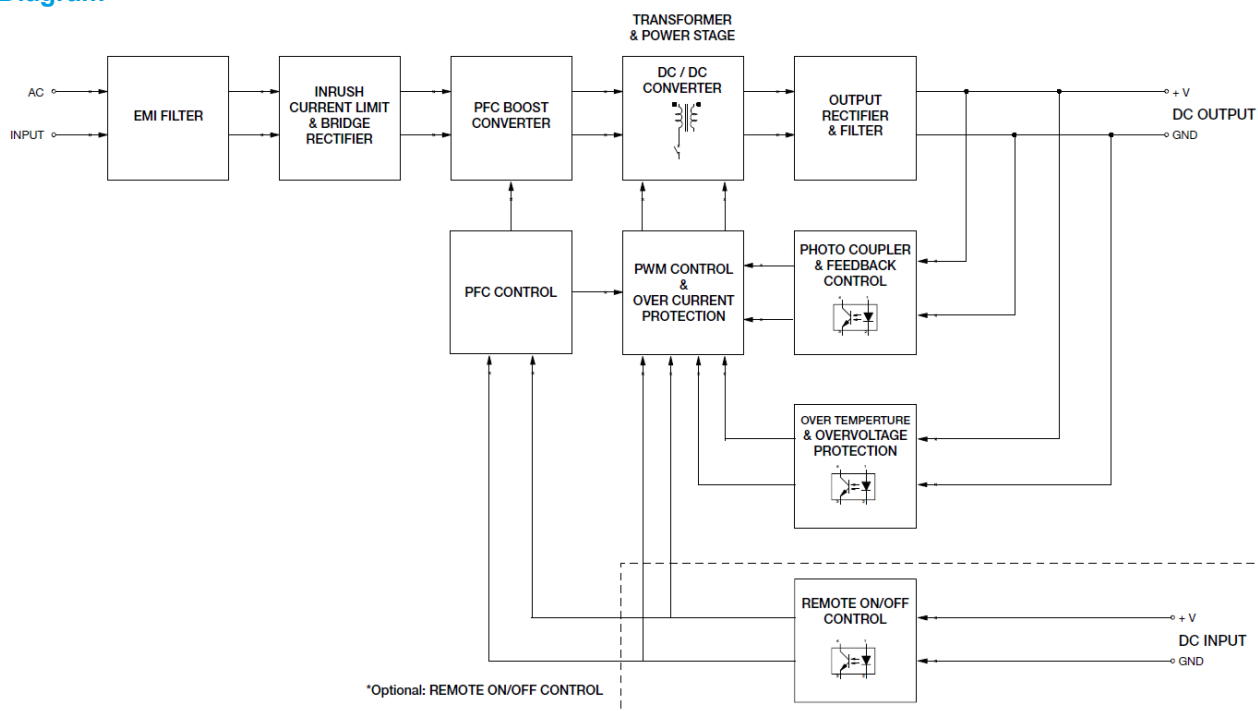 Diagram
TRANSFORMER
& POWER STAGE
AC
INPUT
EMI FILTER
INRUSH
CURRENT LIMIT
& BRIDGE
RECTIFIER
PFC BOOST
CONVERTER
DC / DC
CONVERTER
OUTPUT
RECTIFIER
& FILTER
+ V
DC OUTPUT
GND
PFC CONTROL
PWM CONTROL
&
OVER CURRENT
PROTECTION
PHOTO COUPLER
& FEEDBACK
CONTROL
OVER TEMPERTURE
& OVERVOLTAGE
PROTECTION
REMOTE ON/OFF
CONTROL
+ V
DC INPUT
GND
*Optional: REMOTE ON/OFF CONTROL